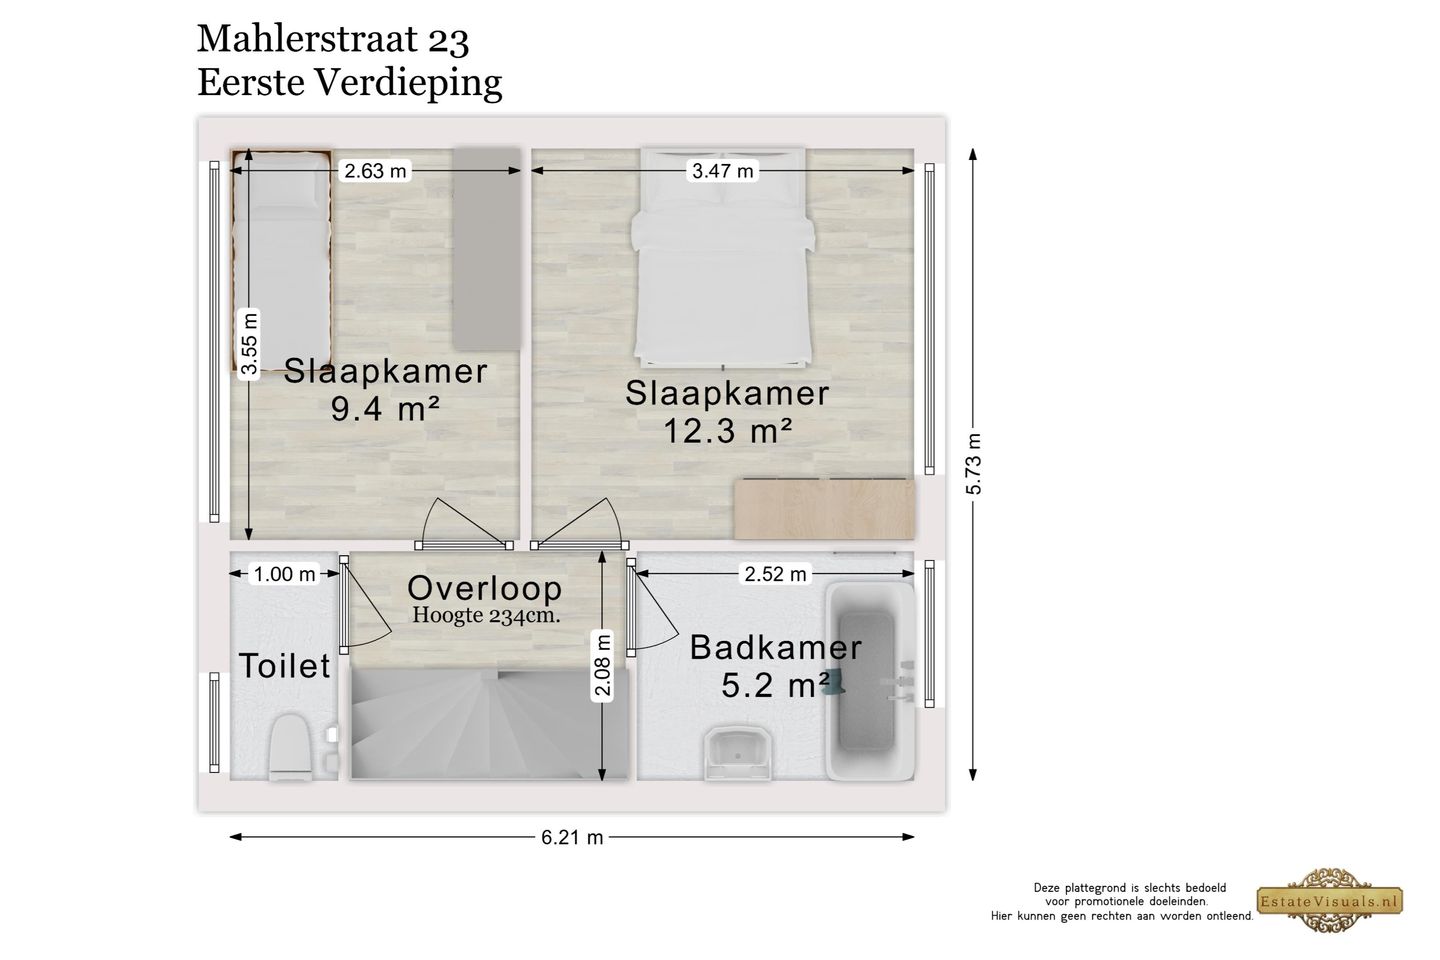 Mahlerstraat 23
Eerste Verdieping
2.63 m
3.47 m
3.55 m
Slaapkamer
9.4 m²
Slaapkamer
12.3 m²
5.73 m
1.00 m
Overloop
Hoogte 234cm.
2.52 m
2.08 m
Toilet
Badkamer
5.2 m²
6.21 m
Deze plattegrond is slechts bedoeld
voor promotionele doeleinden.
Hier kunnen geen rechten aan worden ontleend.
EstateVisuals.nl